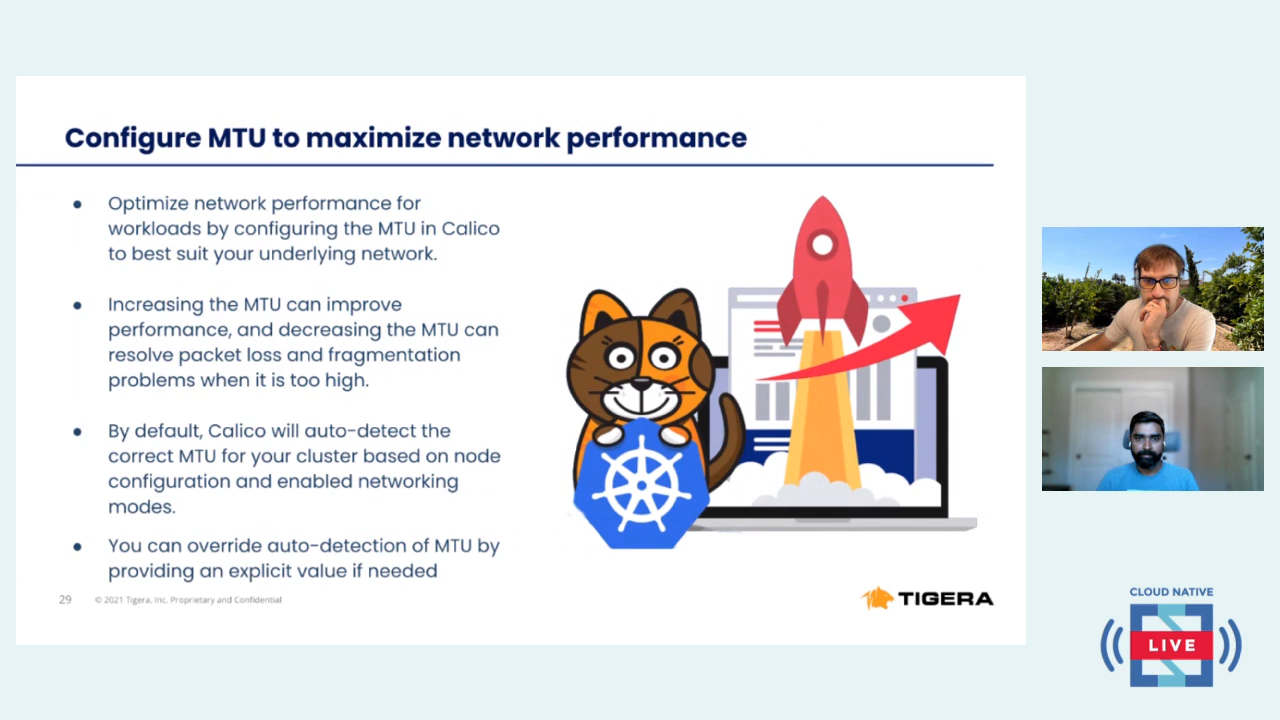 Configure MTU to maximize network performance
● Optimize network performance for
workloads by configuring the MTU in Calico
to best suit your underlying network.
● Increasing the MTU can improve
performance, and decreasing the MTU can
resolve packet loss and fragmentation
problems when it is too high.
● By default, Calico will auto-detect the
correct MTU for your cluster based on node
configuration and enabled networking
modes.
● You can override auto-detection of MTU by
providing an explicit value if needed
29 © 2021 Tigera, Inc. Proprietary and Confidential
TIGERA
CLOUD NATIVE
LIVE